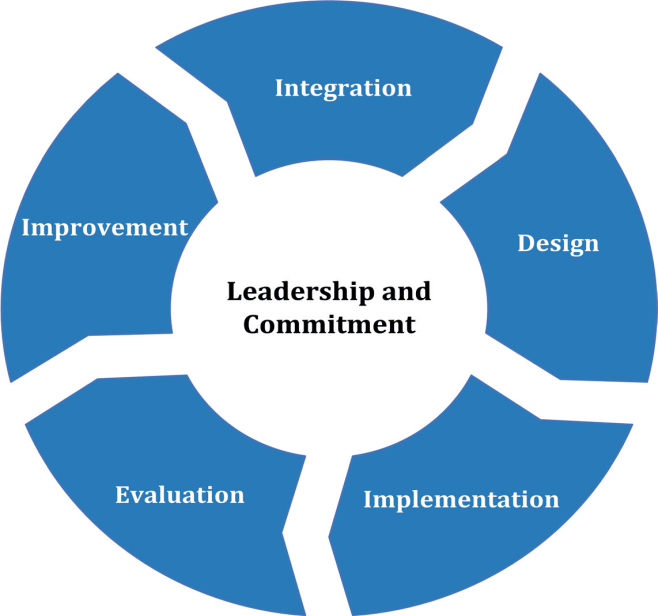 Integration
Design
Implementation
Evaluation
Improvement
Leadership and
Commitment